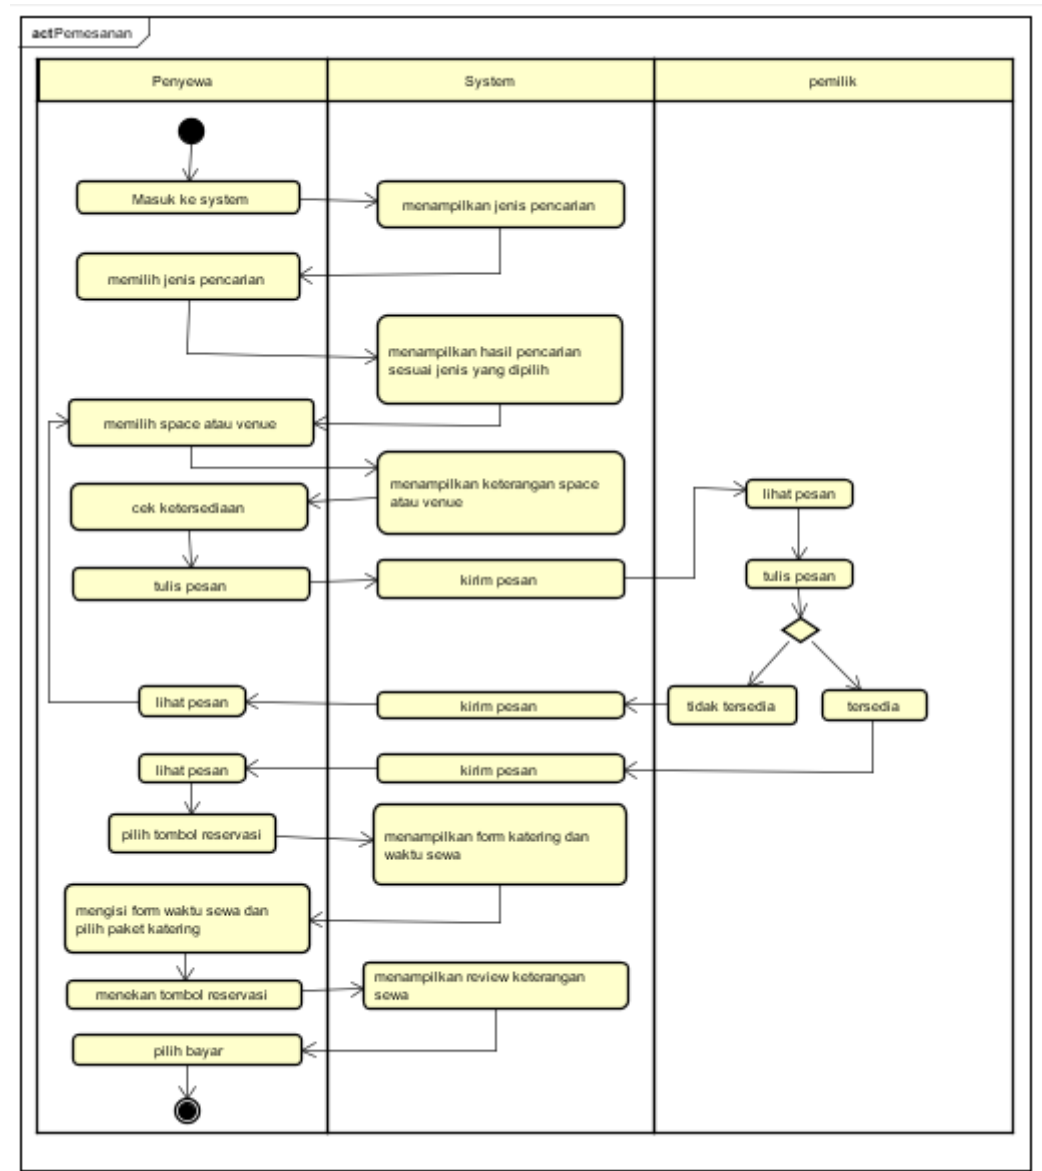 actPemesanan
Penyewa
System
pemilik
Masuk ke system
menampilkan jenis pencarian
memilih jenis pencarian
menampilkan hasil pencarian
sesuai jenis yang dipilih
memilih space atau venue
menampilkan keterangan space
atau venue
lihat pesan
cek ketersediaan
tulis pesan
kirim pesan
tulis pesan
lihat pesan
kirim pesan
tidak tersedia
tersedia
lihat pesan
kirim pesan
pilih tombol reservasi
menampilkan form katering dan
waktu sewa
mengisi form waktu sewa dan
pilih paket katering
menekan tombol reservasi
menampilkan review keterangan
sewa
pilih bayar